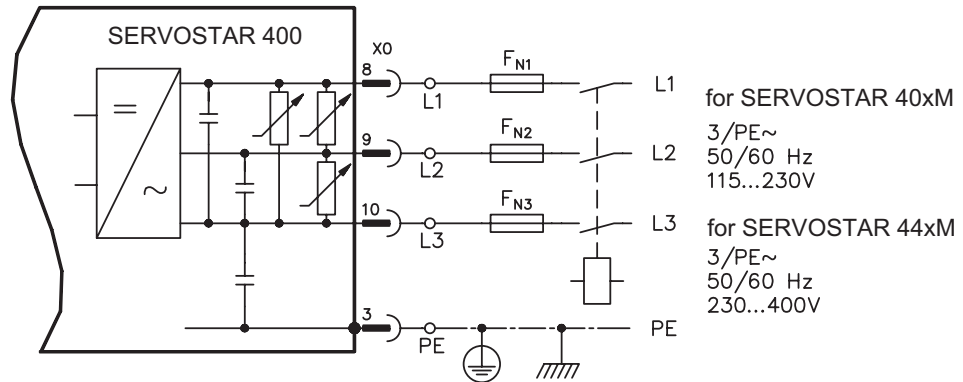 SERVOSTAR 400
X0
8
L1
F N1
L1
for SERVOSTAR 40xM
3/PE~
50/60 Hz
115...230V
9
L2
F N2
L2
10
L3
F N3
L3
for SERVOSTAR 44xM
3/PE~
50/60 Hz
230...400V
3
PE
PE